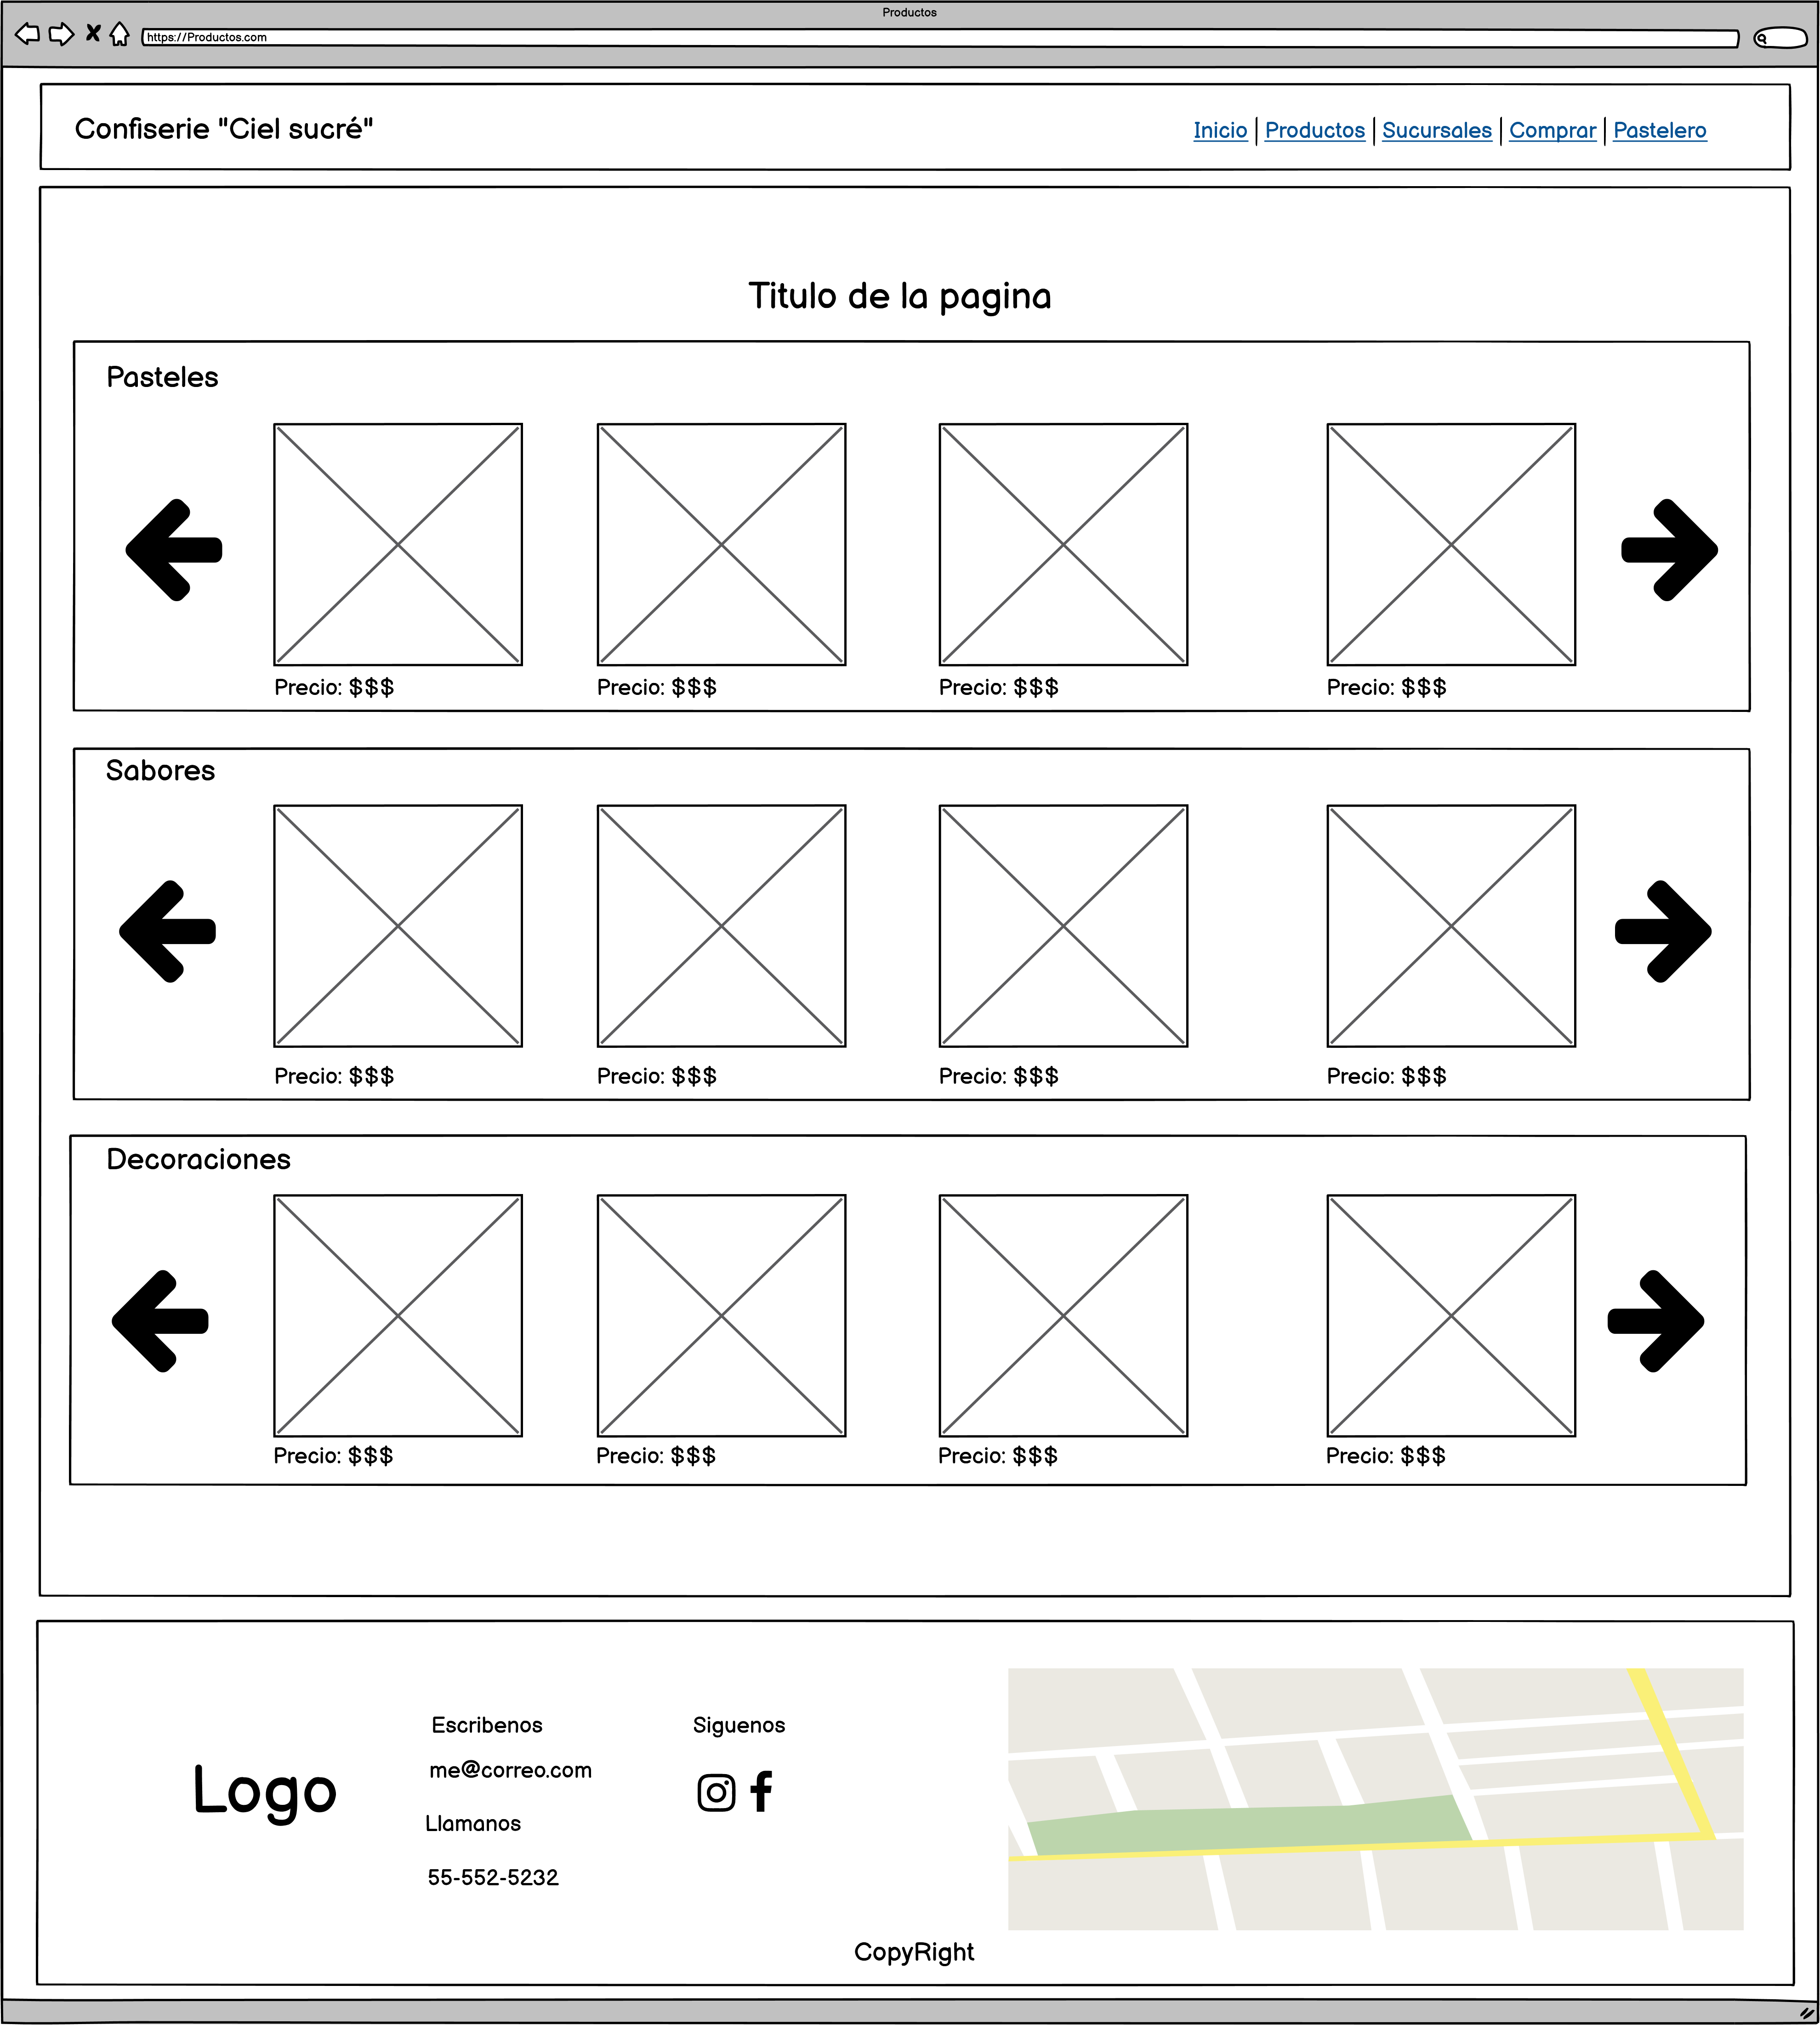 Productos
https://Productos.com
Confiserie "Ciel sucré"
Inicio | Productos | Sucursales | Comprar | Pastelero
Titulo de la pagina
Pasteles
Precio: $$$ Precio: $$$ Precio: $$$ Precio: $$$
Sabores
Precio: $$$ Precio: $$$ Precio: $$$ Precio: $$$
Decoraciones
Precio: $$$ Precio: $$$ Precio: $$$ Precio: $$$
Logo
Escribenos
me@correo.com
Llamanos
55-552-5232
Siguenos
CopyRight